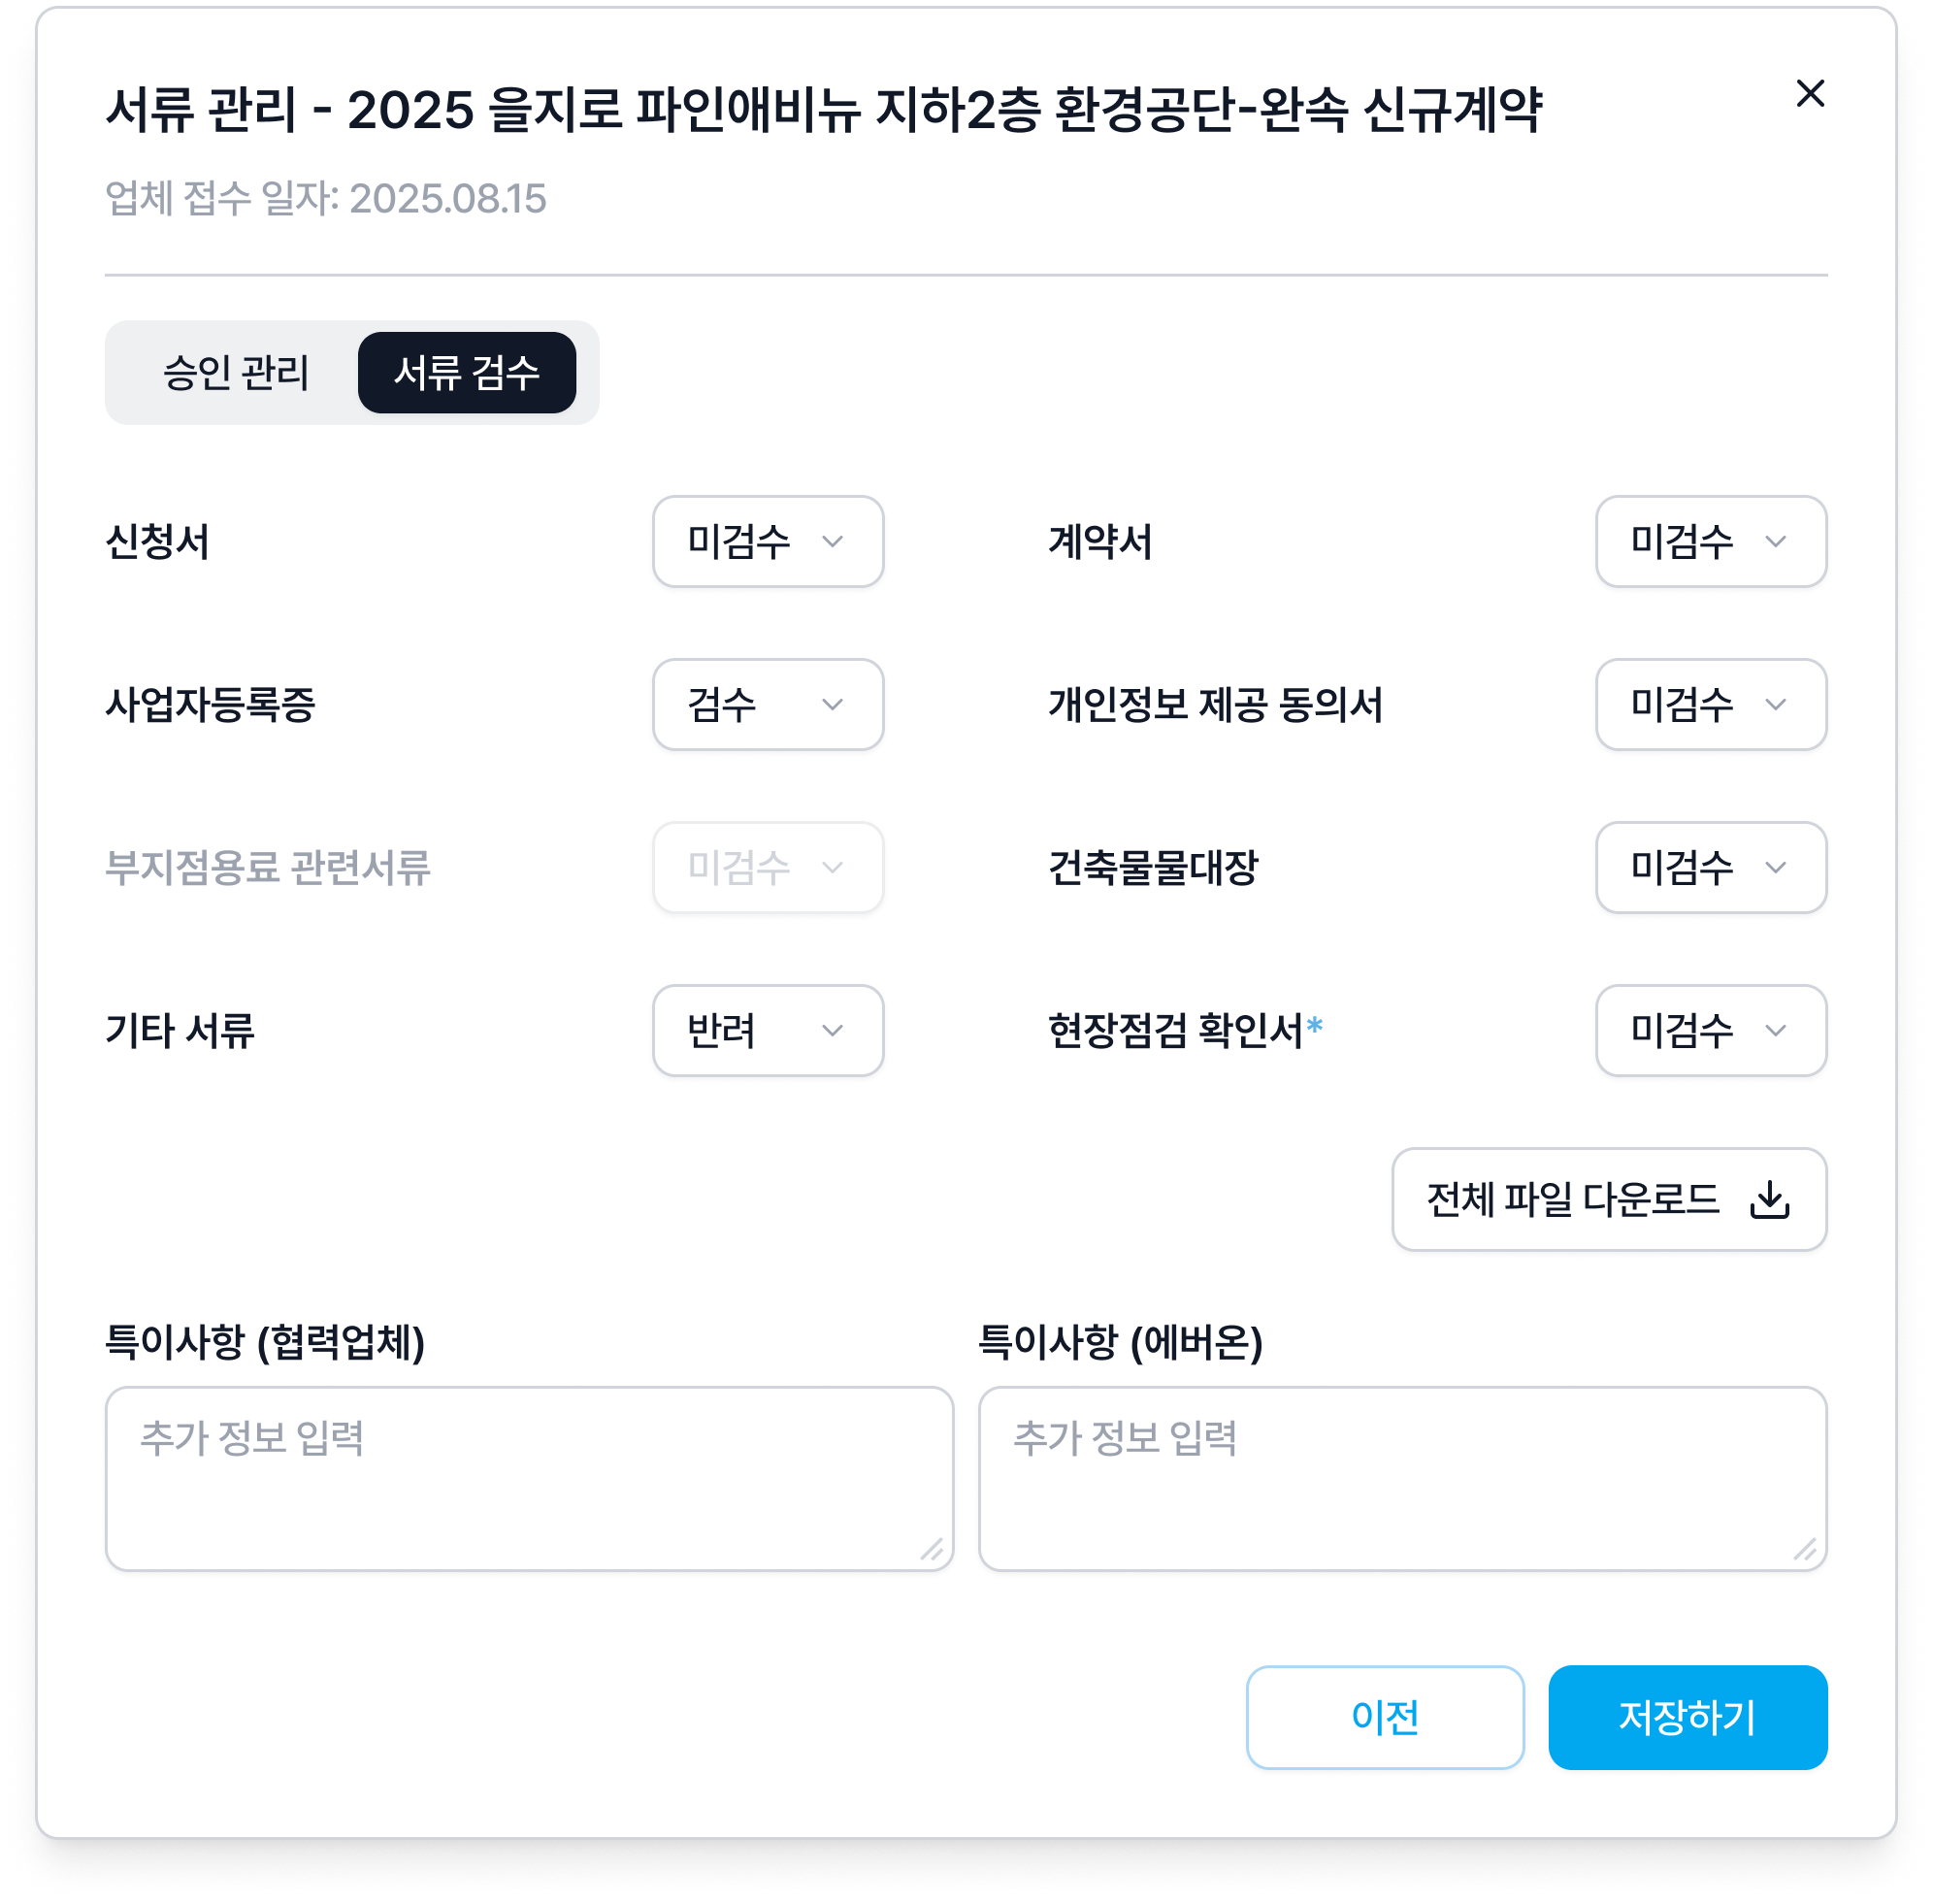 서류 관리 - 2025 을지로 파인애비뉴 지하2층 환경공단-완속 신규계약
업체 접수 일자: 2025.08.15
승인 관리 서류 검수
신청서 미검수 계약서 미검수
사업자등록증 검수 개인정보 제공 동의서 미검수
부지점용료 관련서류 미검수 건축물물대장 미검수
기타 서류 반려 현장점검 확인서* 미검수
전체 파일 다운로드
특이사항 (협력업체) 특이사항 (에버온)
추가 정보 입력 추가 정보 입력
이전 저장하기